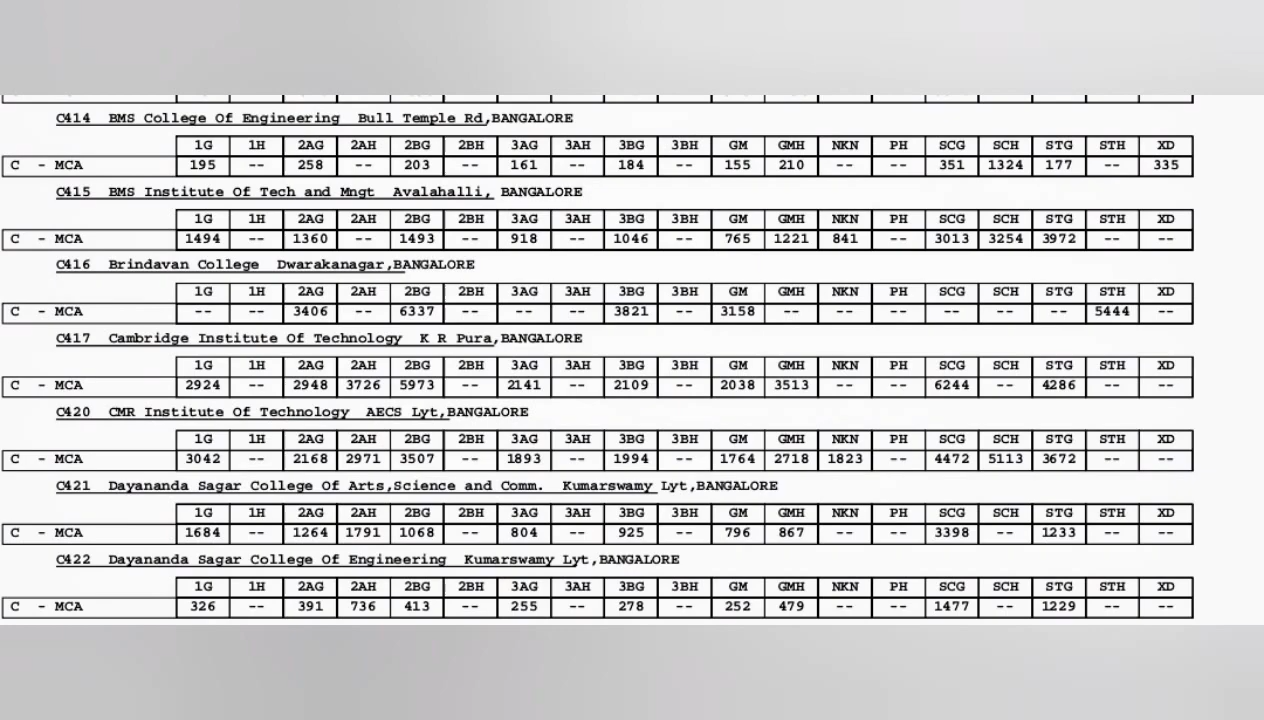 C414 BMS College Of Engineering Bull Temple Rd,BANGALORE
1G 1H 2AG 2AH 2BG 2BH 3AG 3AH 3BG 3BH GM GMH NKN PH SCG SCH STG STH XD
C - MCA 195 -- 258 -- 203 -- 161 -- 184 -- 155 210 -- -- 351 1324 177 -- 335
C415 BMS Institute Of Tech and Mngt Avalahalli, BANGALORE
1G 1H 2AG 2AH 2BG 2BH 3AG 3AH 3BG 3BH GM GMH NKN PH SCG SCH STG STH XD
C - MCA 1494 -- 1360 -- 1493 -- 918 -- 1046 -- 765 1221 841 -- 3013 3254 3972 -- --
C416 Brindavan College Dwarakanagar,BANGALORE
1G 1H 2AG 2AH 2BG 2BH 3AG 3AH 3BG 3BH GM GMH NKN PH SCG SCH STG STH XD
C - MCA -- -- 3406 -- 6337 -- -- -- 3821 -- 3158 -- -- -- -- -- -- 5444 --
C417 Cambridge Institute Of Technology K R Pura,BANGALORE
1G 1H 2AG 2AH 2BG 2BH 3AG 3AH 3BG 3BH GM GMH NKN PH SCG SCH STG STH XD
C - MCA 2924 -- 2948 3726 5973 -- 2141 -- 2109 -- 2038 3513 -- -- 6244 -- 4286 -- --
C420 CMR Institute Of Technology AECS Lyt,BANGALORE
1G 1H 2AG 2AH 2BG 2BH 3AG 3AH 3BG 3BH GM GMH NKN PH SCG SCH STG STH XD
C - MCA 3042 -- 2168 2971 3507 -- 1893 -- 1994 -- 1764 2718 1823 -- 4472 5113 3672 -- --
C421 Dayananda Sagar College Of Arts,Science and Comm. Kumarswamy Lyt,BANGALORE
1G 1H 2AG 2AH 2BG 2BH 3AG 3AH 3BG 3BH GM GMH NKN PH SCG SCH STG STH XD
C - MCA 1684 -- 1264 1791 1068 -- 804 -- 925 -- 796 867 -- -- 3398 -- 1233 -- --
C422 Dayananda Sagar College Of Engineering Kumarswamy Lyt,BANGALORE
1G 1H 2AG 2AH 2BG 2BH 3AG 3AH 3BG 3BH GM GMH NKN PH SCG SCH STG STH XD
C - MCA 326 -- 391 736 413 -- 255 -- 278 -- 252 479 -- -- 1477 -- 1229 -- --